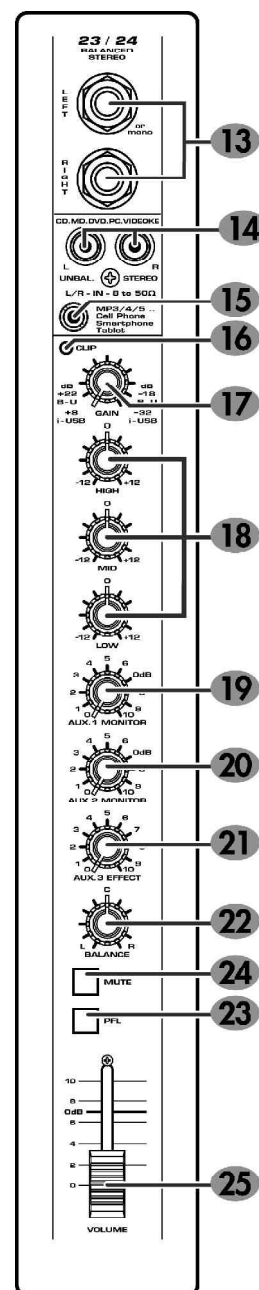 23 / 24
BALANCED
STEREO
LEFT
or
mono
13
RIGHT
CD.MD.DVD.PC.VIDEOKE
14
L R
UNBAL. STEREO
L/R - IN - 8 to 50Ω
15
MP3/4/5 ..
Cell Phone
Smartphone
Tablet
16
CLIP
17
dB dB
+22 -18
B-U B-U
GAIN
+8 -32
i-USB i-USB
0
-12 +12
HIGH
0
18
-12 +12
MID
0
-12 +12
LOW
4 5 6
3 0dB
19
2
1 9
0 10
AUX.1 MONITOR
4 5 6
3 0dB
20
2
1 9
0 10
AUX 2 MONITOR
4 5 6
3 7
21
2
1 9
0 10
AUX.3 EFFECT
C
22
L R
BALANCE
24
MUTE
23
PFL
10
8
0dB
6
4
2
0
25
VOLUME